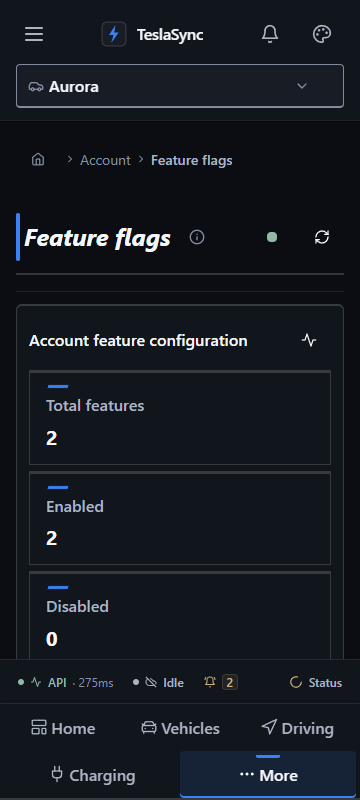 TeslaSync
Aurora
Account
Feature flags
Feature flags
Account feature configuration
Total features
2
Enabled
2
Disabled
0
API · 275ms
Idle
2
Status
Home
Vehicles
Driving
Charging
More